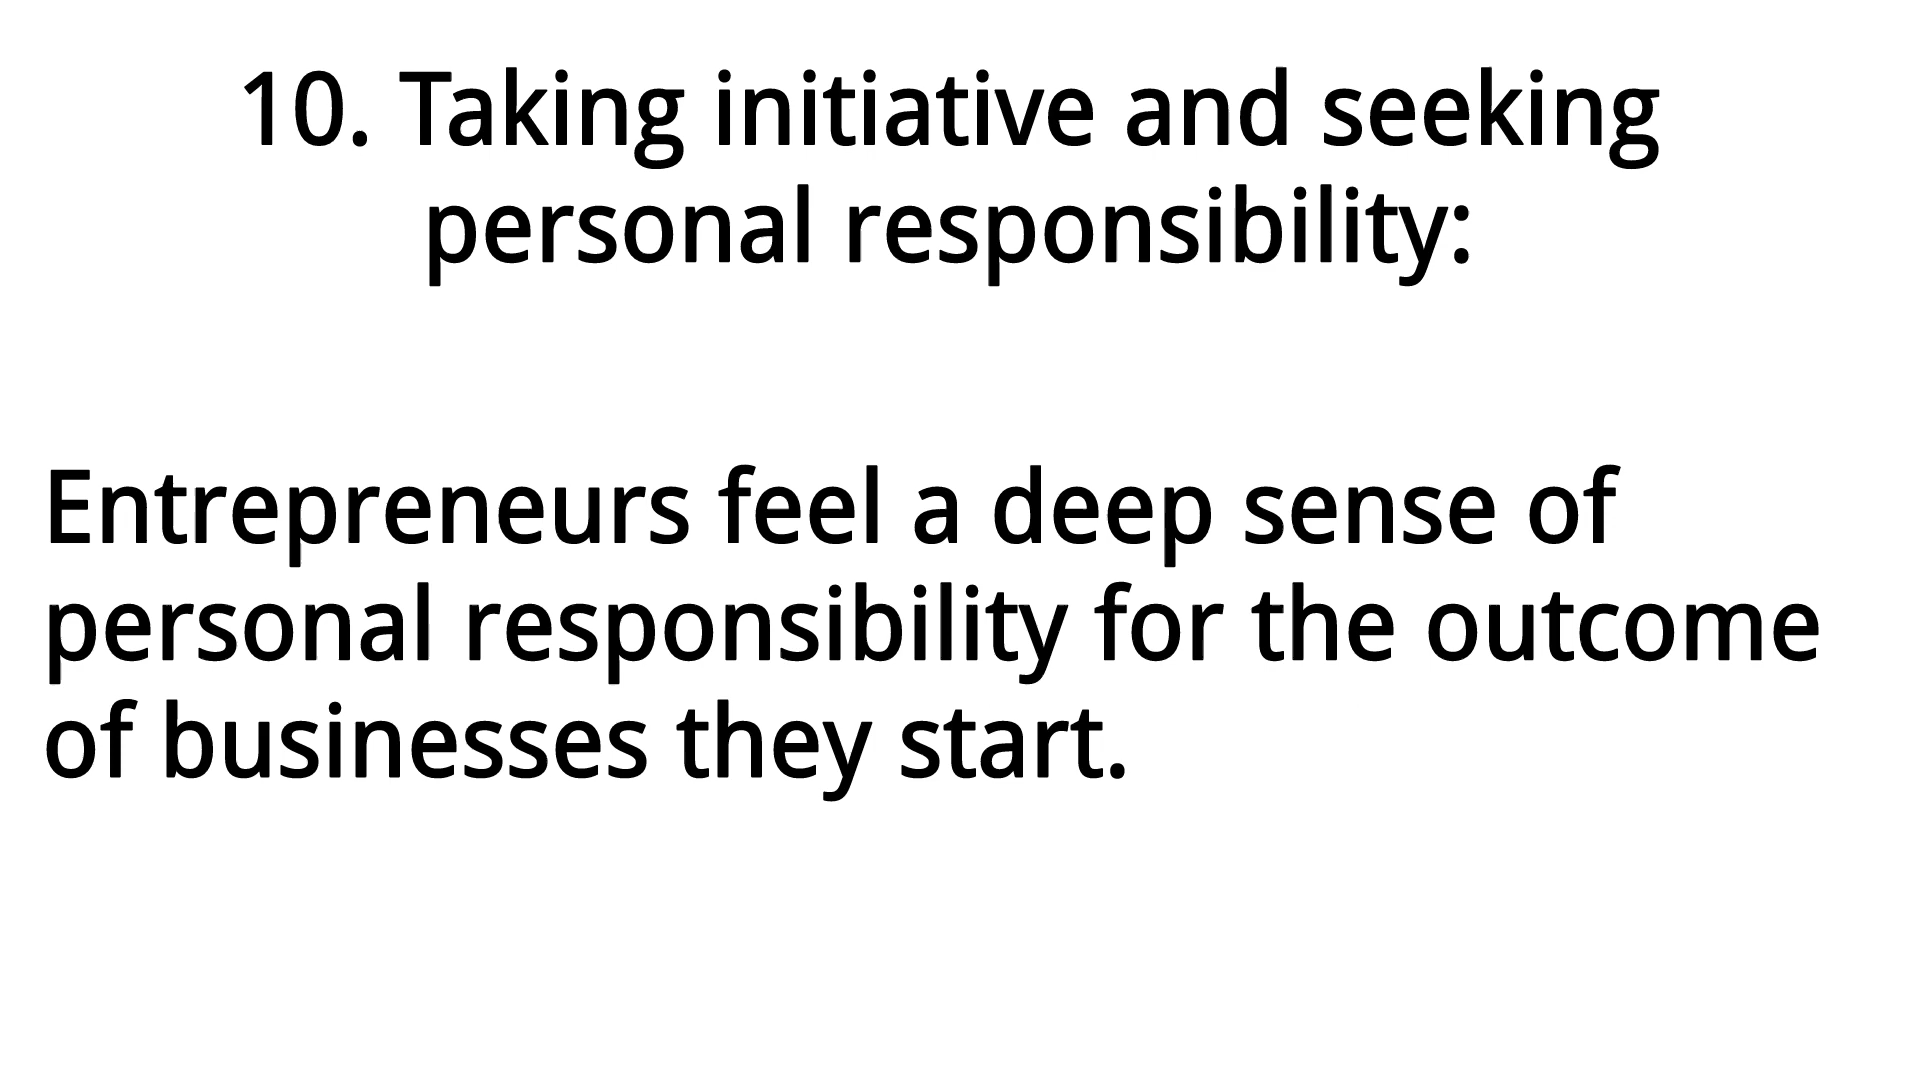 10. Taking initiative and seeking
personal responsibility:
Entrepreneurs feel a deep sense of
personal responsibility for the outcome
of businesses they start.